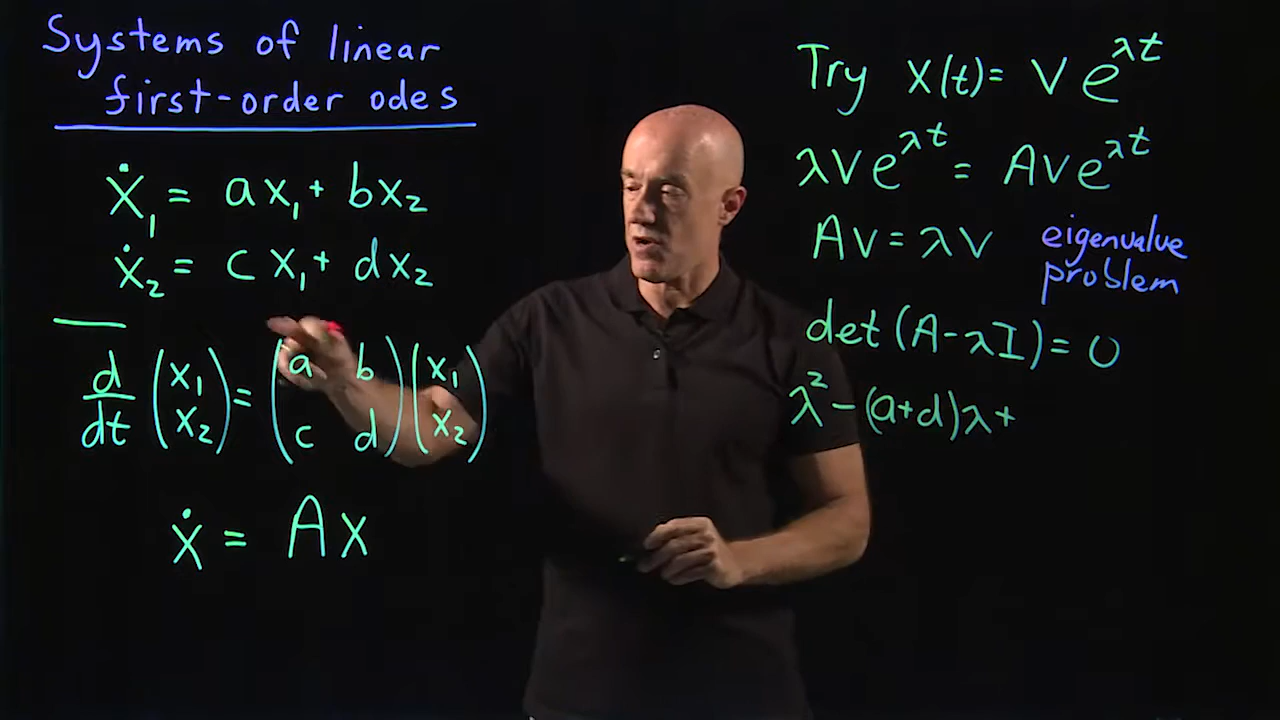 Systems of linear
first-order odes
ẋ₁ = ax₁ + bx₂
ẋ₂ = cx₁ + dx₂
d/dt (x₁ x₂) = (a b c d)(x₁ x₂)
ẋ = Ax
Try x(t) = v e^λt
λve^λt = Ave^λt
Av = λv eigenvalue problem
det(A-λI) = 0
λ² - (a+d)λ +